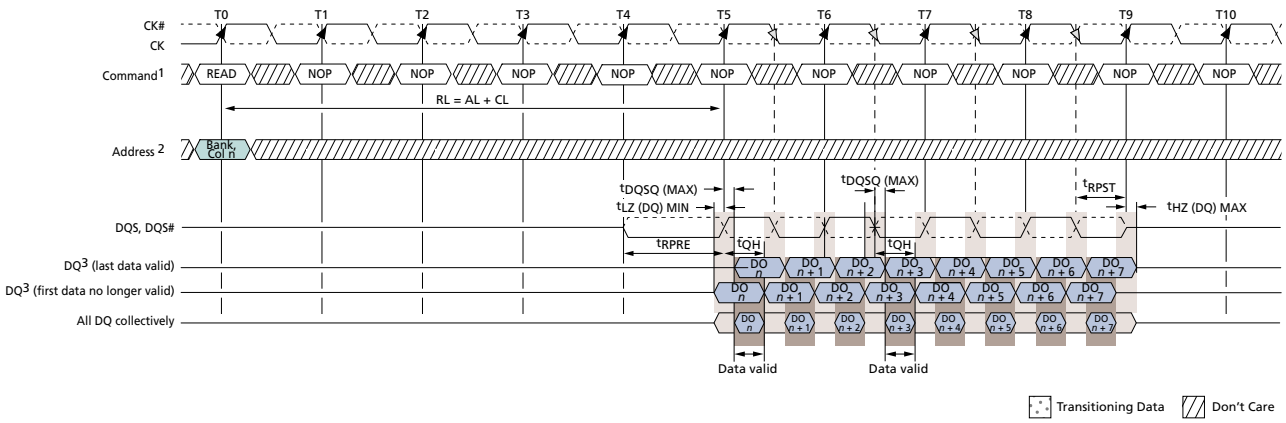 T0 T1 T2 T3 T4 T5 T6 T7 T8 T9 T10
CK#
CK
Command1 READ NOP NOP NOP NOP NOP NOP NOP NOP NOP NOP
RL = AL + CL
Address 2 Bank, Col n
tDQSQ (MAX) tDQSQ (MAX) tRPST
tLZ (DQ) MIN tHZ (DQ) MAX
DQS, DQS#
tRPRE tQH tQH
DQ3 (last data valid) DO n DO n + 1 DO n + 2 DO n + 3 DO n + 4 DO n + 5 DO n + 6 DO n + 7
DQ3 (first data no longer valid) DO n DO n + 1 DO n + 2 DO n + 3 DO n + 4 DO n + 5 DO n + 6 DO n + 7
All DQ collectively DO n DO n + 1 DO n + 2 DO n + 3 DO n + 4 DO n + 5 DO n + 6 DO n + 7
Data valid Data valid
Transitioning Data Don't Care